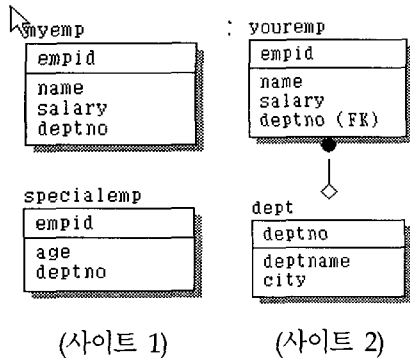 myemp
empid
name
salary
deptno
specialemp
empid
age
deptno
(사이트 1)
: youremp
empid
name
salary
deptno (FK)
dept
deptno
deptname
city
(사이트 2)